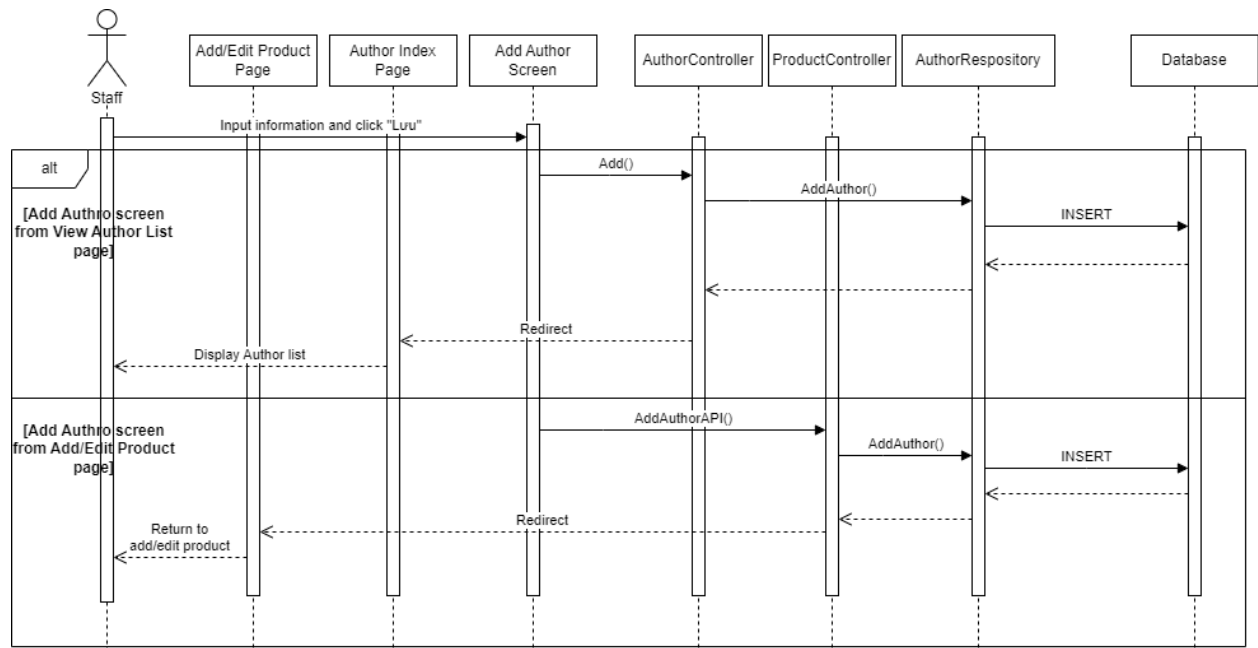 Staff
Add/Edit Product
Page
Author Index
Page
Add Author
Screen
AuthorController
ProductController
AuthorRespository
Database
Input information and click "Lưu"
alt
[Add Authro screen
from View Author List
page]
Add()
AddAuthor()
INSERT
Redirect
Display Author list
[Add Authro screen
from Add/Edit Product
page]
AddAuthorAPI()
AddAuthor()
INSERT
Redirect
Return to
add/edit product